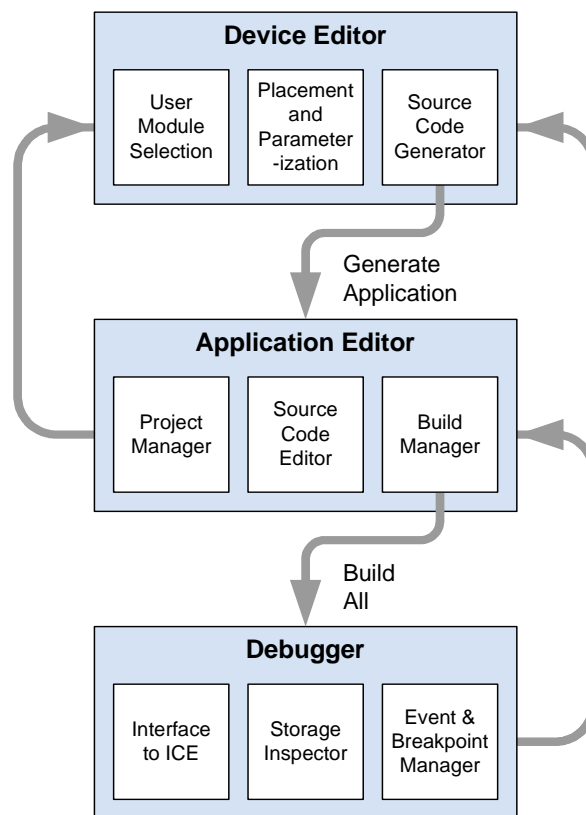 Device Editor
User
Module
Selection
Placement
and
Parameter
-ization
Source
Code
Generator
Generate
Application
Application Editor
Project
Manager
Source
Code
Editor
Build
Manager
Build
All
Debugger
Interface
to ICE
Storage
Inspector
Event &
Breakpoint
Manager